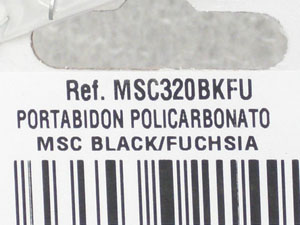 Ref. MSC320BKFU
PORTABIDON POLICARBONATO
MSC BLACK/FUCHSIA